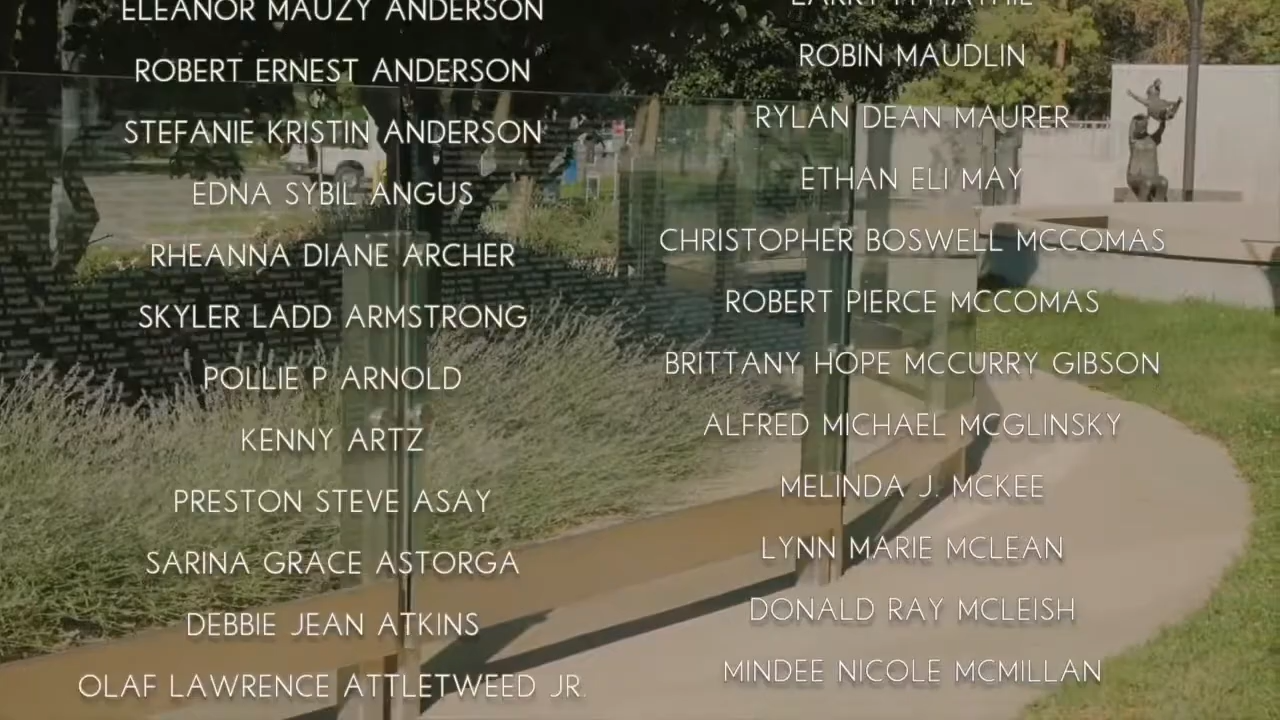 ELEANOR MAUZY ANDERSON
ROBERT ERNEST ANDERSON
STEFANIE KRISTIN ANDERSON
EDNA SYBIL ANGUS
RHEANNA DIANE ARCHER
SKYLER LADD ARMSTRONG
POLLIE P ARNOLD
KENNY ARTZ
PRESTON STEVE ASAY
SARINA GRACE ASTORGA
DEBBIE JEAN ATKINS
OLAF LAWRENCE ATTLETWEED JR.
ROBIN MAUDLIN
RYLAN DEAN MAURER
ETHAN ELI MAY
CHRISTOPHER BOSWELL MCCOMAS
ROBERT PIERCE MCCOMAS
BRITTANY HOPE MCCURRY GIBSON
ALFRED MICHAEL MCGLINSKY
MELINDA J. MCKEE
LYNN MARIE MCLEAN
DONALD RAY MCLEISH
MINDEE NICOLE MCMILLAN